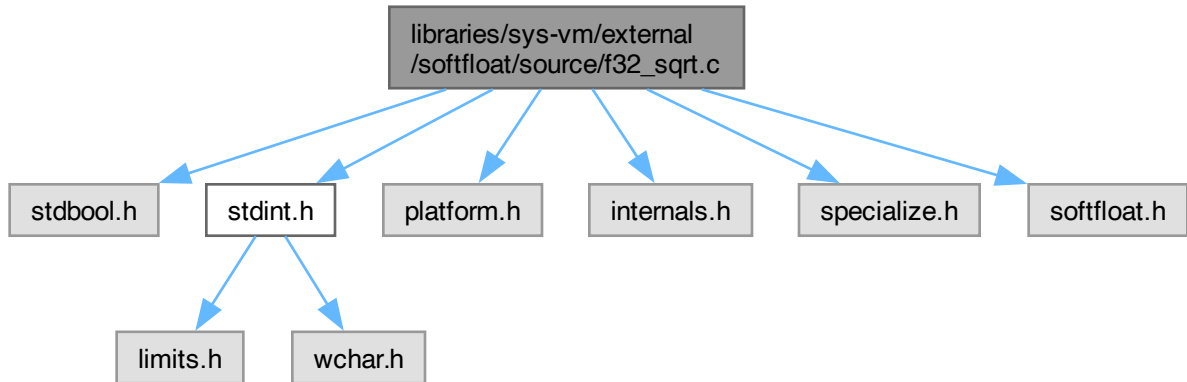 libraries/sys-vm/external
/softfloat/source/f32_sqrt.c
stdbool.h
stdint.h
platform.h
internals.h
specialize.h
softfloat.h
limits.h
wchar.h